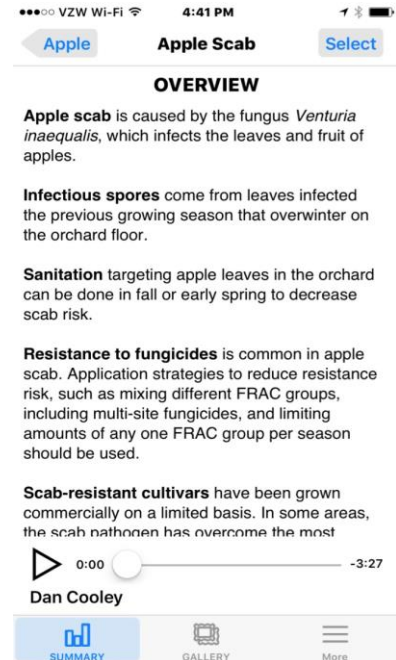 VZW Wi-Fi 4:41 PM
Apple Apple Scab Select
OVERVIEW
Apple scab is caused by the fungus Venturia
inaequalis, which infects the leaves and fruit of
apples.
Infectious spores come from leaves infected
the previous growing season that overwinter on
the orchard floor.
Sanitation targeting apple leaves in the orchard
can be done in fall or early spring to decrease
scab risk.
Resistance to fungicides is common in apple
scab. Application strategies to reduce resistance
risk, such as mixing different FRAC groups,
including multi-site fungicides, and limiting
amounts of any one FRAC group per season
should be used.
Scab-resistant cultivars have been grown
commercially on a limited basis. In some areas,
the scab pathogen has overcome the most
0:00 -3:27
Dan Cooley
SUMMARY GALLERY More